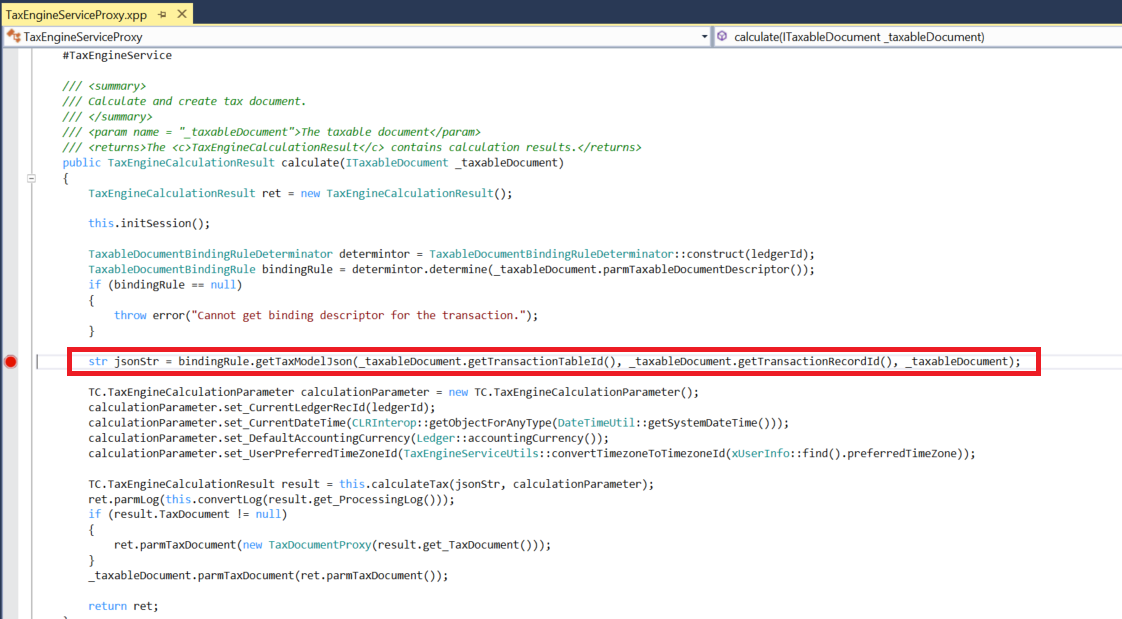 TaxEngineServiceProxy.xpp
TaxEngineServiceProxy
calculate(ITaxableDocument _taxableDocument)
#TaxEngineService
/// <summary>
/// Calculate and create tax document.
/// </summary>
/// <param name = "_taxableDocument">The taxable document</param>
/// <returns>The <c>TaxEngineCalculationResult</c> contains calculation results.</returns>
public TaxEngineCalculationResult calculate(ITaxableDocument _taxableDocument)
{
TaxEngineCalculationResult ret = new TaxEngineCalculationResult();
this.initSession();
TaxableDocumentBindingRuleDeterminator determintor = TaxableDocumentBindingRuleDeterminator::construct(ledgerId);
TaxableDocumentBindingRule bindingRule = determintor.determine(_taxableDocument.parmTaxableDocumentDescriptor());
if (bindingRule == null)
{
throw error("Cannot get binding descriptor for the transaction.");
}
str jsonStr = bindingRule.getTaxModelJson(_taxableDocument.getTransactionTableId(), _taxableDocument.getTransactionRecordId(), _taxableDocument);
TC.TaxEngineCalculationParameter calculationParameter = new TC.TaxEngineCalculationParameter();
calculationParameter.set_CurrentLedgerRecId(ledgerId);
calculationParameter.set_CurrentDateTime(CLRInterop::getObjectForAnyType(DateTimeUtil::getSystemDateTime()));
calculationParameter.set_DefaultAccountingCurrency(Ledger::accountingCurrency());
calculationParameter.set_UserPreferredTimeZoneId(TaxEngineServiceUtils::convertTimezoneToTimezoneId(xUserInfo::find().preferredTimeZone));
TC.TaxEngineCalculationResult result = this.calculateTax(jsonStr, calculationParameter);
ret.parmLog(this.convertLog(result.get_ProcessingLog()));
if (result.TaxDocument != null)
{
ret.parmTaxDocument(new TaxDocumentProxy(result.get_TaxDocument()));
}
_taxableDocument.parmTaxDocument(ret.parmTaxDocument());
return ret;